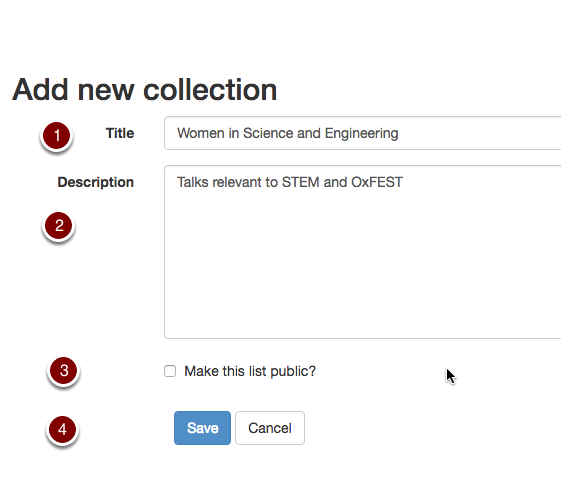 Add new collection
1 Title Women in Science and Engineering
Description Talks relevant to STEM and OxFEST
2
3 Make this list public?
4 Save Cancel